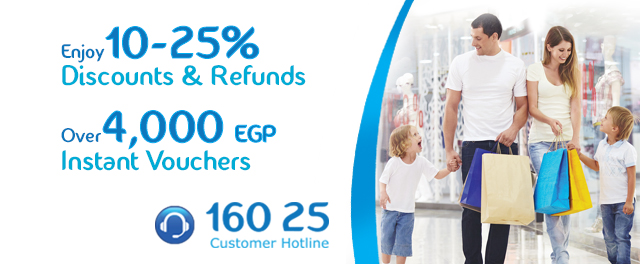 Enjoy 10-25%
Discounts & Refunds
Over 4,000 EGP
Instant Vouchers
160 25
Customer Hotline